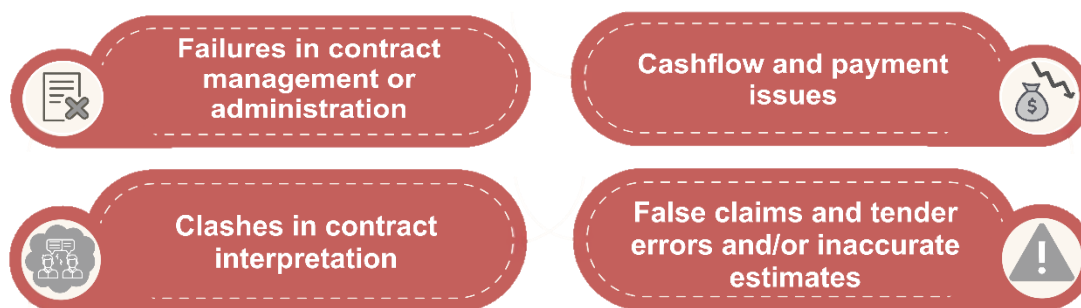 Failures in contract
management or
administration
Cashflow and payment
issues
Clashes in contract
interpretation
False claims and tender
errors and/or inaccurate
estimates